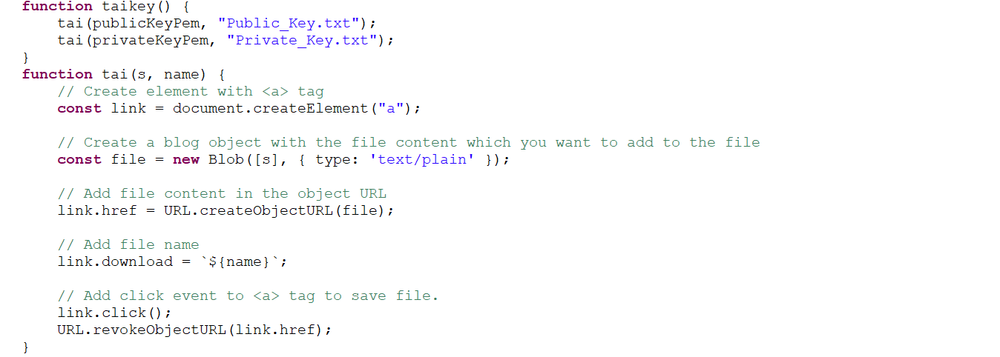 function taikey() {
    tai(publicKeyPem, "Public_Key.txt");
    tai(privateKeyPem, "Private_Key.txt");
}
function tai(s, name) {
    // Create element with <a> tag
    const link = document.createElement("a");

    // Create a blog object with the file content which you want to add to the file
    const file = new Blob([s], { type: 'text/plain' });

    // Add file content in the object URL
    link.href = URL.createObjectURL(file);

    // Add file name
    link.download = `${name}`;

    // Add click event to <a> tag to save file.
    link.click();
    URL.revokeObjectURL(link.href);
}